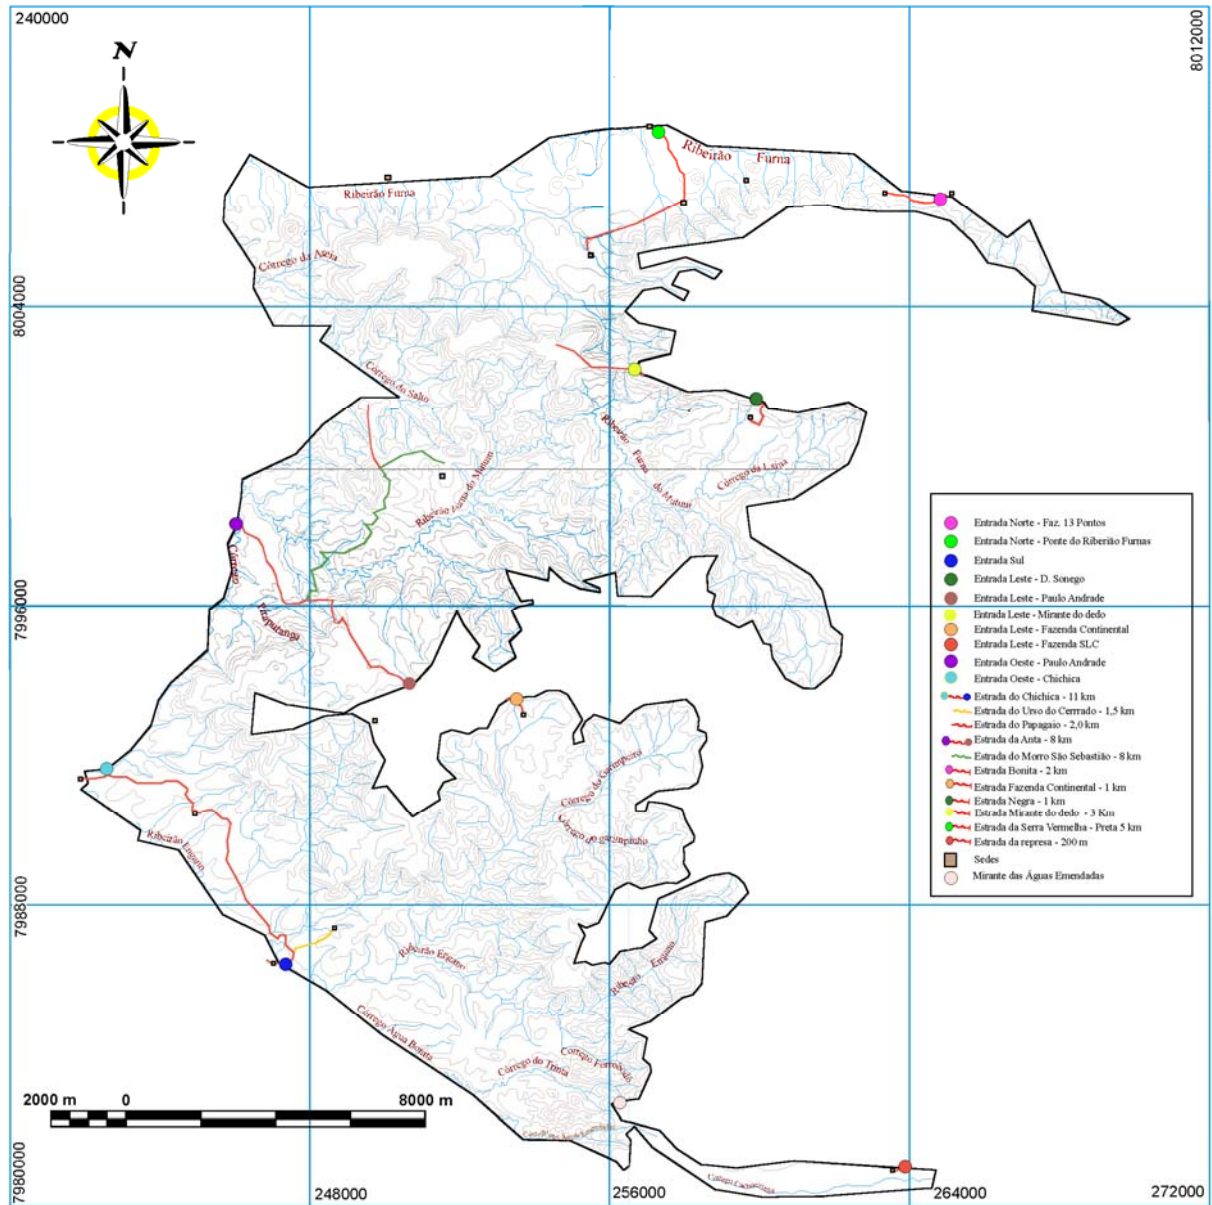 240000
8012000
N
Ribeirão Furna
Ribeirão Furna
Córrego da Areia
8004000
Córrego do Salto
Ribeirão Furna do Matum
Ribeirão Furna do Matum
Córrego da Laina
Córrego
Pitapuranga
7996000
Entrada Norte - Faz. 13 Pontos
Entrada Norte - Ponte do Riberião Furnas
Entrada Sul
Entrada Leste - D. Sonego
Entrada Leste - Paulo Andrade
Entrada Leste - Mirante do dedo
Entrada Leste - Fazenda Continental
Entrada Leste - Fazenda SLC
Entrada Oeste - Paulo Andrade
Entrada Oeste - Chichica
Estrada do Chichica - 11 km
Estrada do Urso do Cerrrado - 1,5 km
Estrada do Papagaio - 2,0 km
Estrada da Anta - 8 km
Estrada do Morro São Sebastião - 8 km
Estrada Bonita - 2 km
Estrada Fazenda Continental - 1 km
Estrada Negra - 1 km
Estrada Mirante do dedo - 3 Km
Estrada da Serra Vermelha - Preta 5 km
Estrada da represa - 200 m
Sedes
Mirante das Águas Emendadas
Córrego do Garimpeiro
Córrego do garimpinho
Ribeirão Engano
7988000
Ribeirão Engano
Ribeirão Engano
Córrego Água Bonita
Córrego do Trinta
Córrego Formôsido
2000 m 0 8000 m
7980000
248000
256000
264000
272000